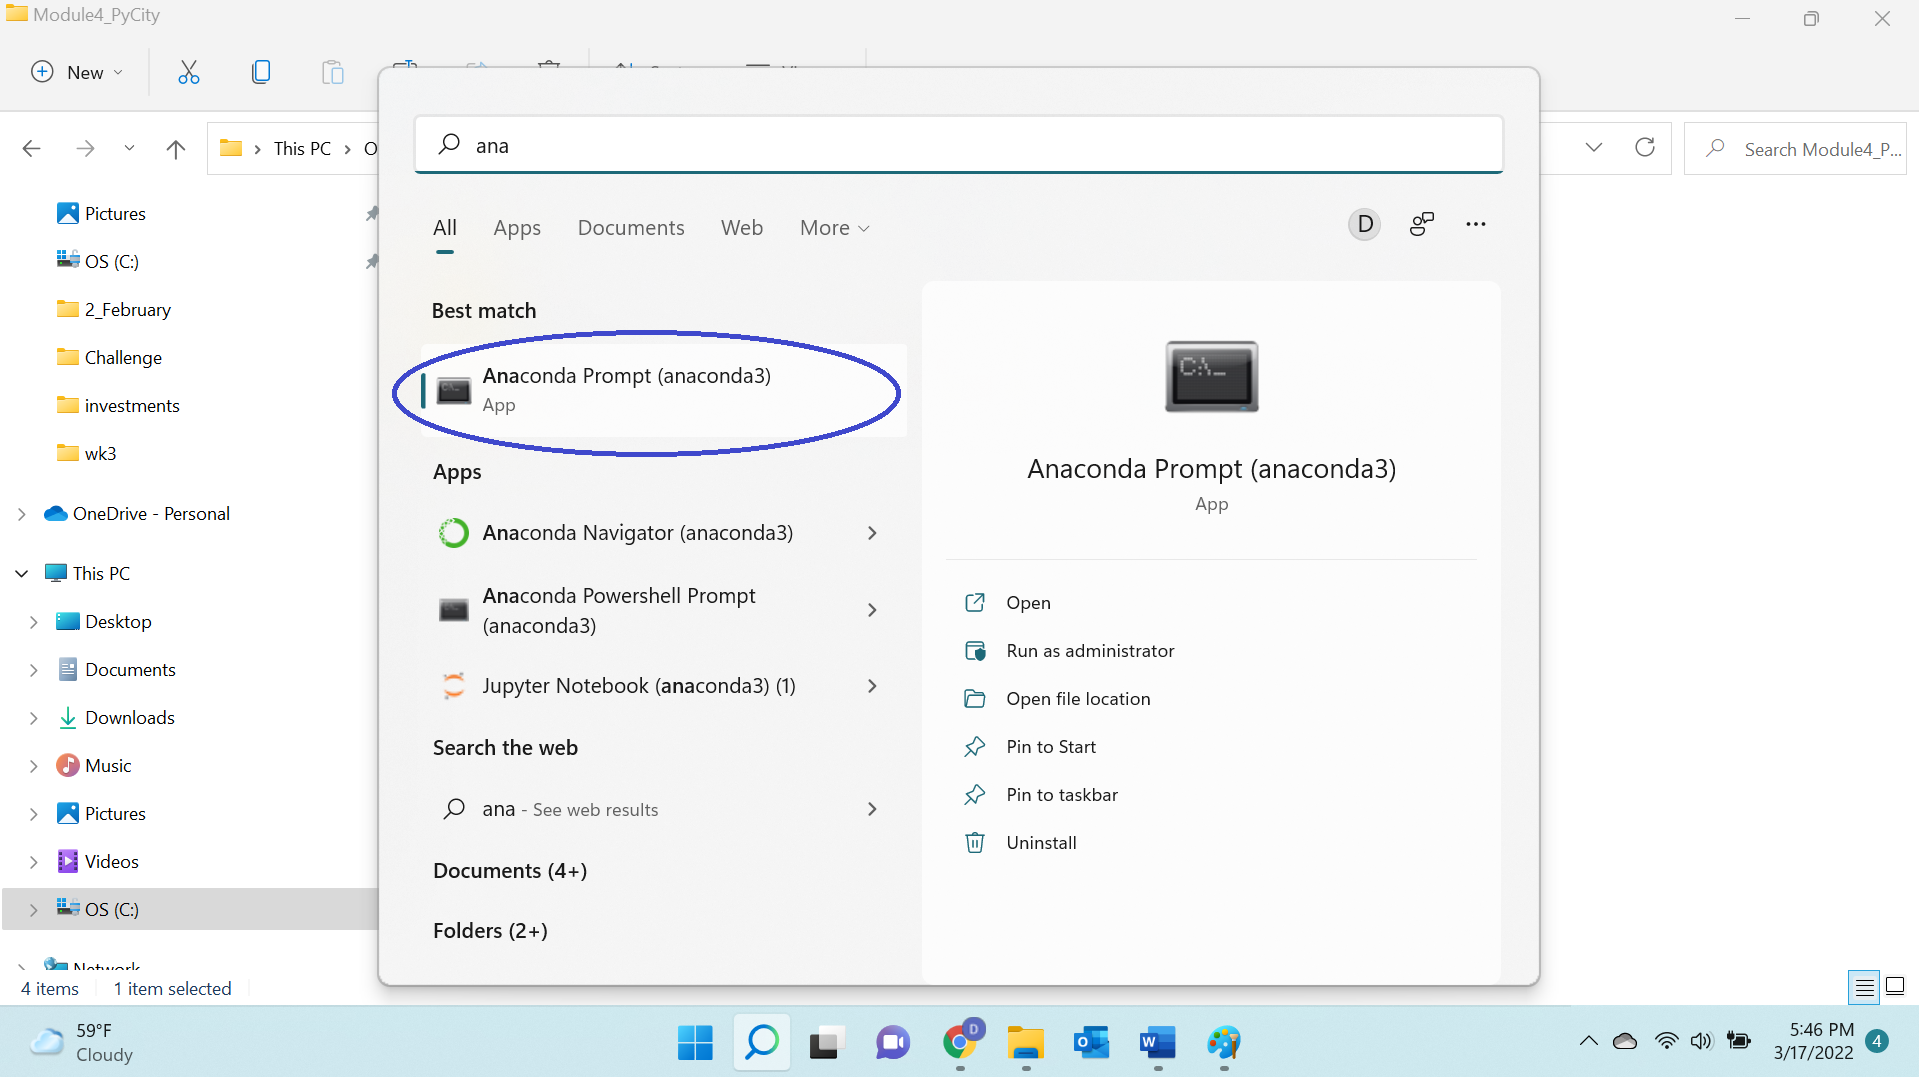 Module4_PyCity
New
This PC
O
Search Module4_P...
Pictures
OS (C:)
2_February
Challenge
investments
wk3
OneDrive - Personal
This PC
Desktop
Documents
Downloads
Music
Pictures
Videos
OS (C:)
Network
4 items
1 item selected
ana
All Apps Documents Web More
D
Best match
Anaconda Prompt (anaconda3)
App
Apps
Anaconda Navigator (anaconda3)
Anaconda Powershell Prompt
(anaconda3)
Jupyter Notebook (anaconda3) (1)
Search the web
ana - See web results
Documents (4+)
Folders (2+)
C:\_
Anaconda Prompt (anaconda3)
App
Open
Run as administrator
Open file location
Pin to Start
Pin to taskbar
Uninstall
59°F
Cloudy
D
O
W
5:46 PM
3/17/2022
4